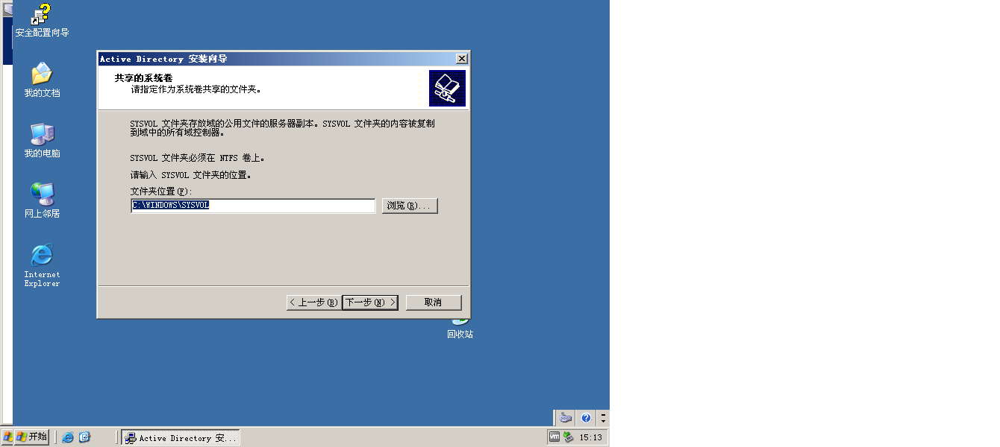 安全配置向导
我的文档
我的电脑
网上邻居
Internet
Explorer
Active Directory 安装向导
共享的系统卷
请指定作为系统卷共享的文件夹。
SYSVOL 文件夹存放域的公用文件的服务器副本。SYSVOL 文件夹的内容被复制
到域中的所有域控制器。
SYSVOL 文件夹必须在 NTFS 卷上。
请输入 SYSVOL 文件夹的位置。
文件夹位置(F):
C:\WINDOWS\SYSVOL
浏览(R)...
< 上一步(B)
下一步(N) >
取消
回收站
开始
Active Directory 安...
vm
15:13